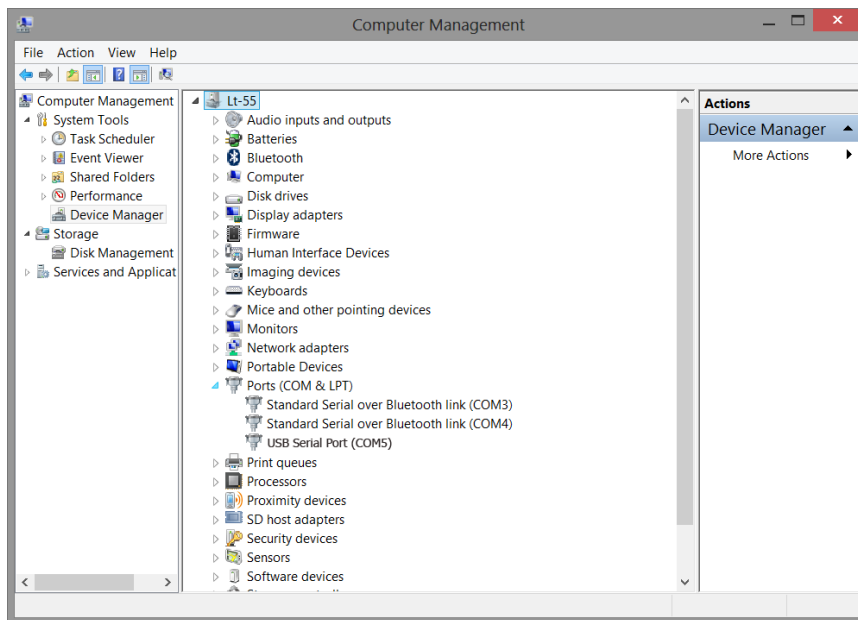 Computer Management
File Action View Help
Computer Management
System Tools
Task Scheduler
Event Viewer
Shared Folders
Performance
Device Manager
Storage
Disk Management
Services and Applicat
Lt-55
Audio inputs and outputs
Batteries
Bluetooth
Computer
Disk drives
Display adapters
Firmware
Human Interface Devices
Imaging devices
Keyboards
Mice and other pointing devices
Monitors
Network adapters
Portable Devices
Ports (COM & LPT)
Standard Serial over Bluetooth link (COM3)
Standard Serial over Bluetooth link (COM4)
USB Serial Port (COM5)
Print queues
Processors
Proximity devices
SD host adapters
Security devices
Sensors
Software devices
Actions
Device Manager
More Actions